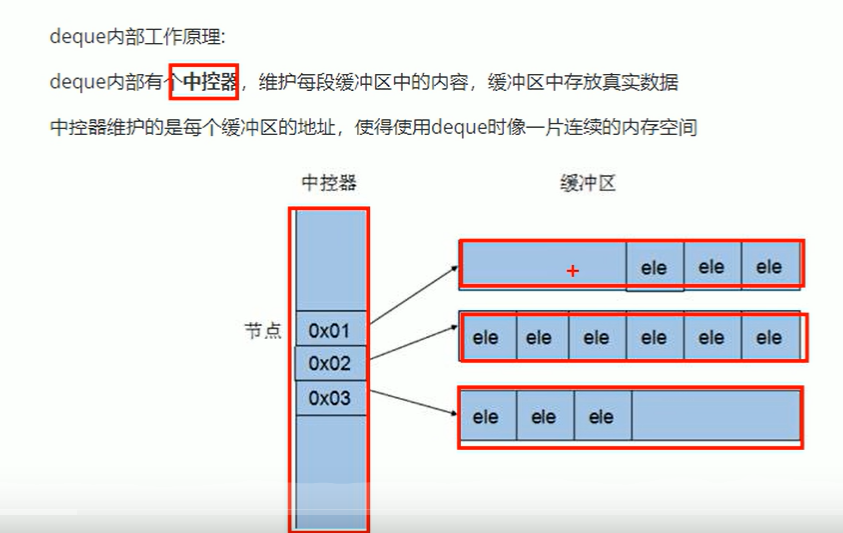 deque内部工作原理:
deque内部有个中控器，维护每段缓冲区中的内容，缓冲区中存放真实数据
中控器维护的是每个缓冲区的地址，使得使用deque时像一片连续的内存空间
中控器 缓冲区
ele ele ele
节点 0x01 ele ele ele ele ele ele
0x02
0x03
ele ele ele